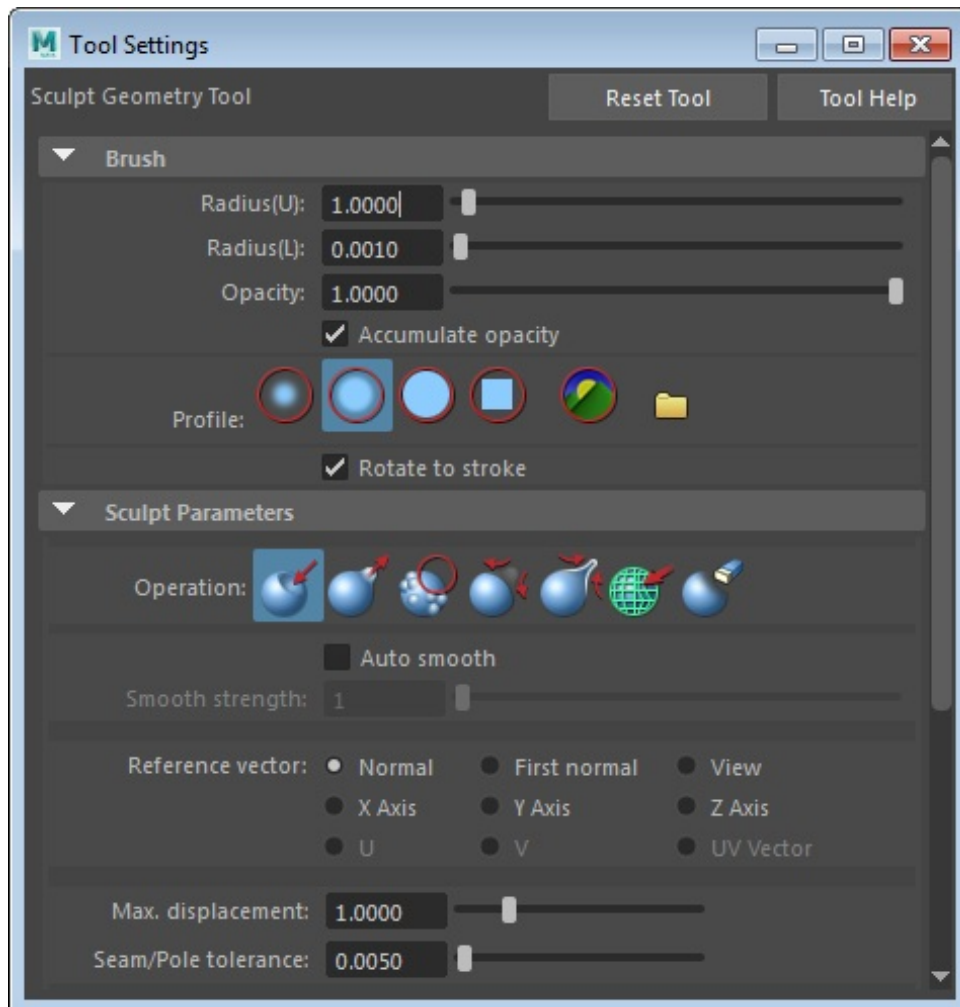 Tool Settings
Sculpt Geometry Tool Reset Tool Tool Help
Brush
Radius(U): 1.0000
Radius(L): 0.0010
Opacity: 1.0000
Accumulate opacity
Profile:
Rotate to stroke
Sculpt Parameters
Operation:
Auto smooth
Smooth strength: 1
Reference vector: Normal First normal View
X Axis Y Axis Z Axis
U V UV Vector
Max. displacement: 1.0000
Seam/Pole tolerance: 0.0050